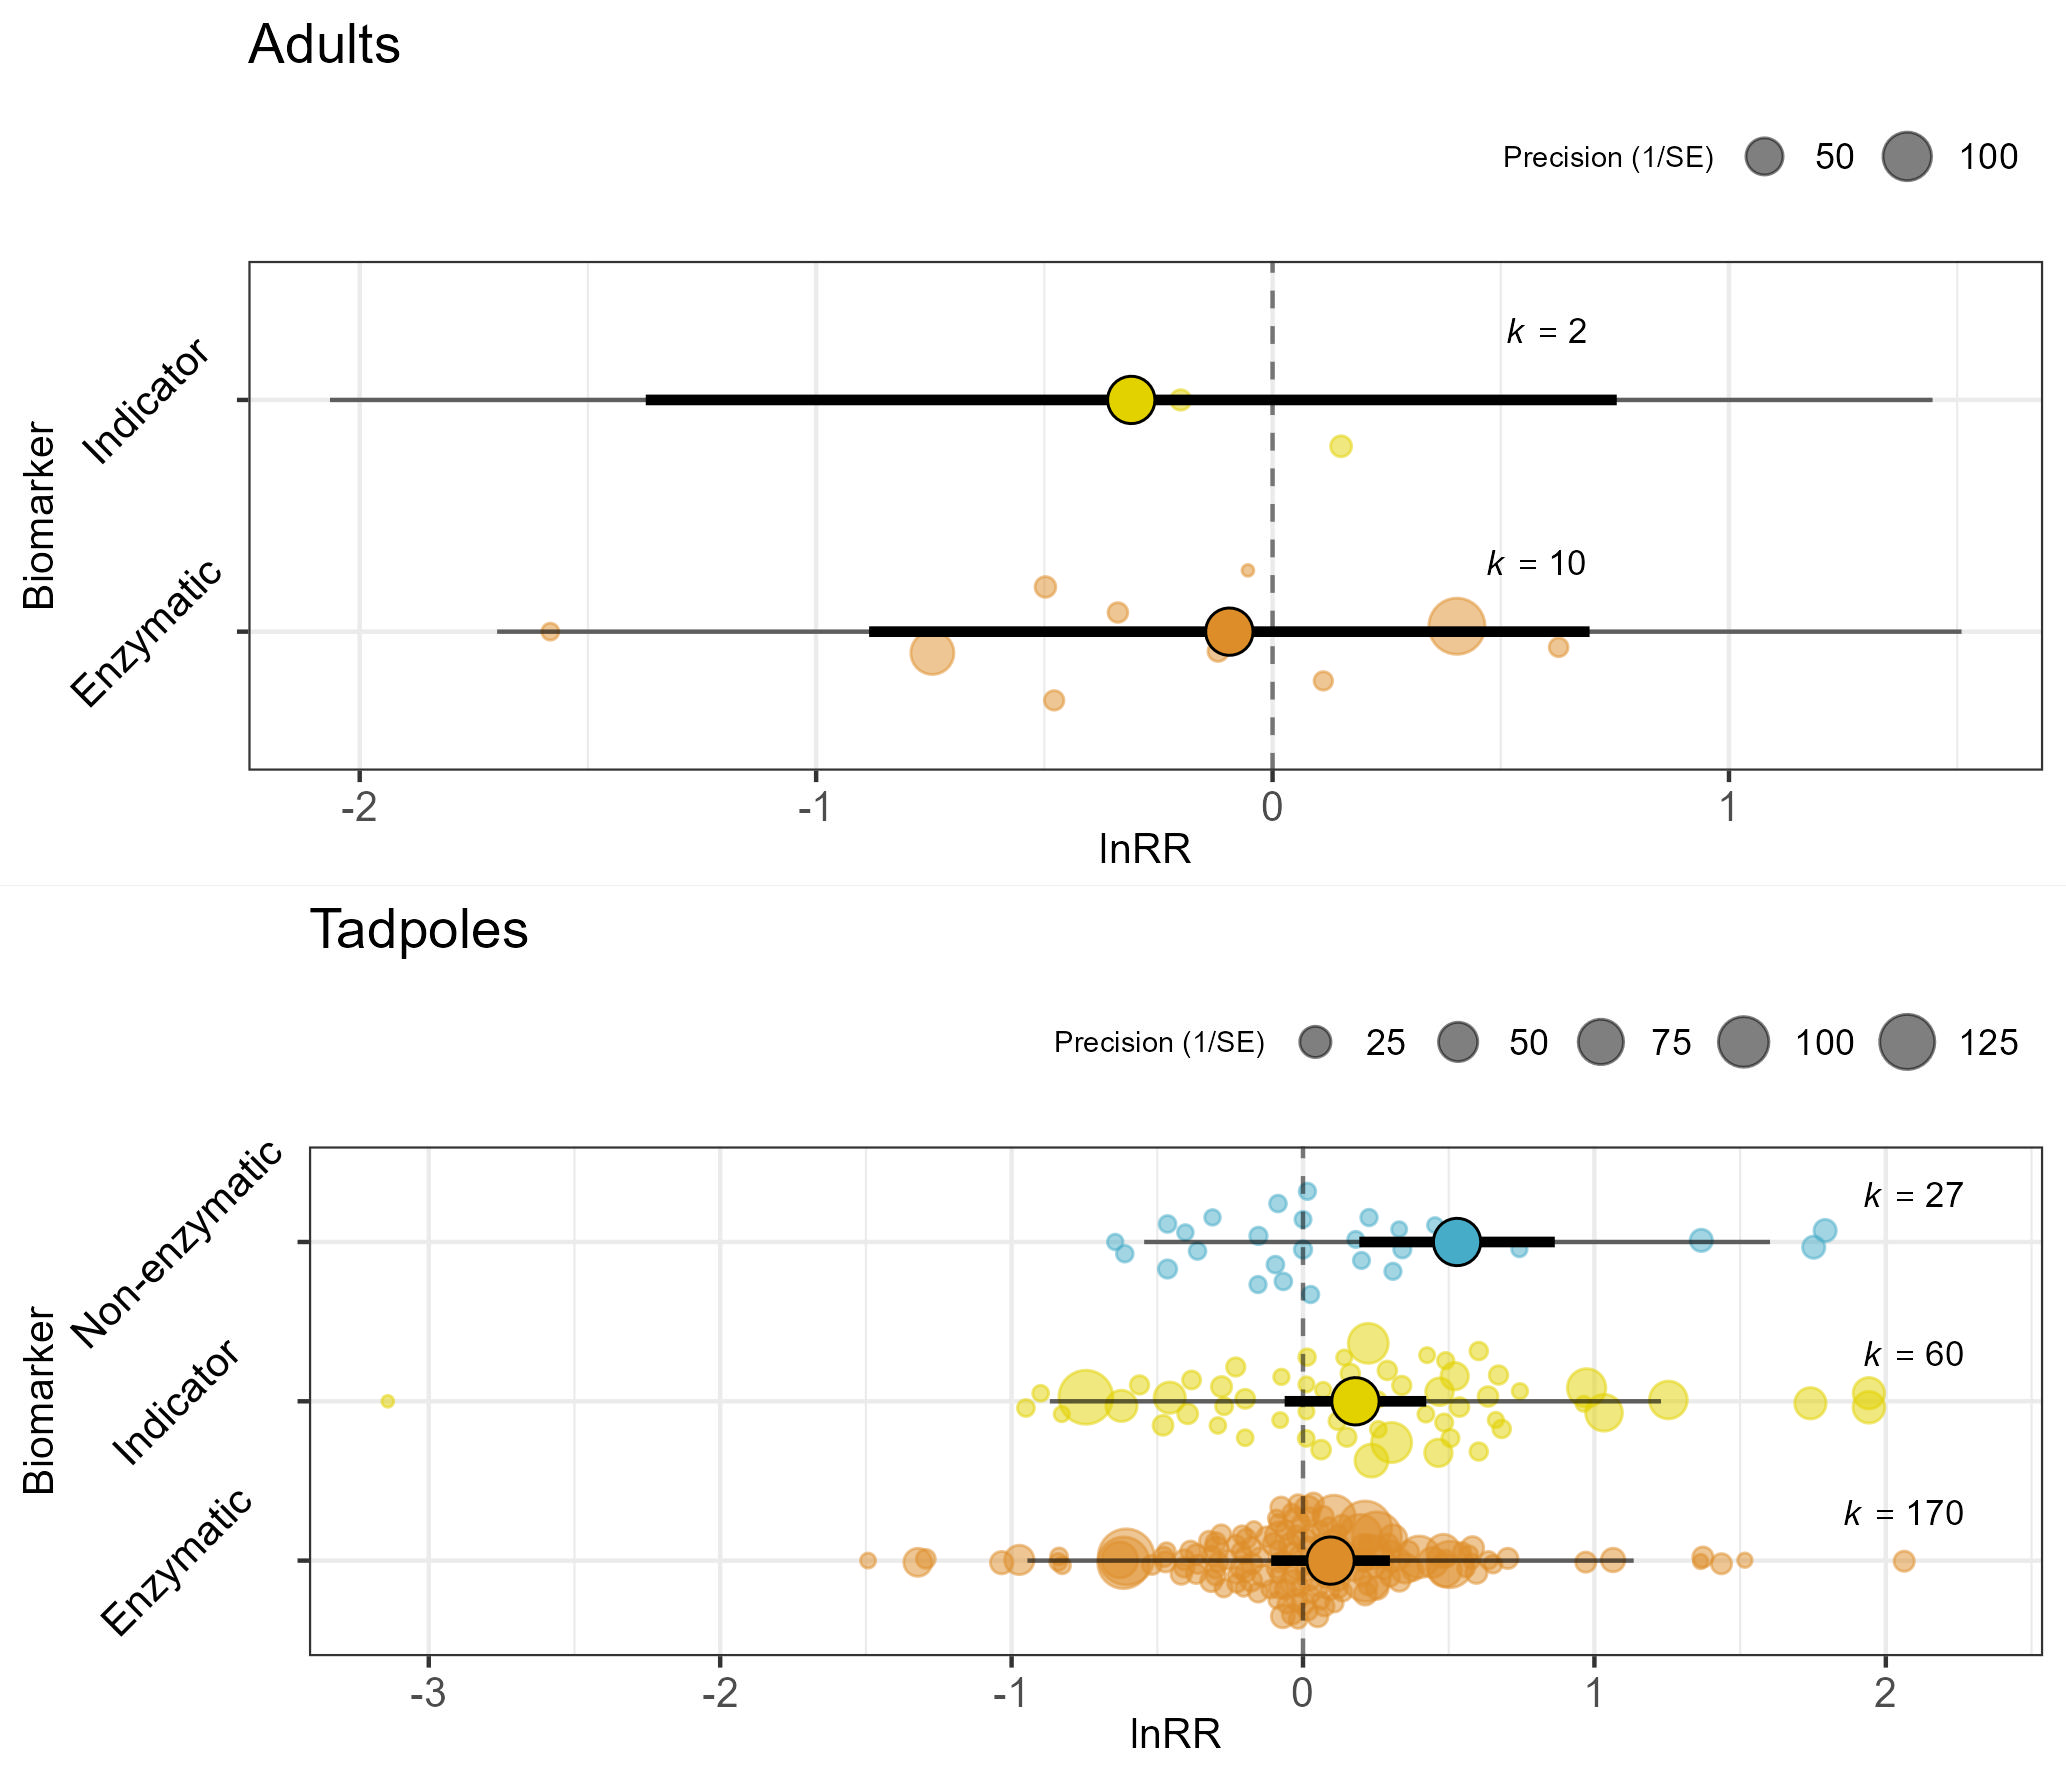 Adults
Precision (1/SE) 50 100
k = 2
Indicator
k = 10
Enzymatic
Biomarker
-2 -1 0 1
lnRR
Tadpoles
Precision (1/SE) 25 50 75 100 125
k = 27
Non-enzymatic
k = 60
Indicator
k = 170
Enzymatic
Biomarker
-3 -2 -1 0 1 2
lnRR